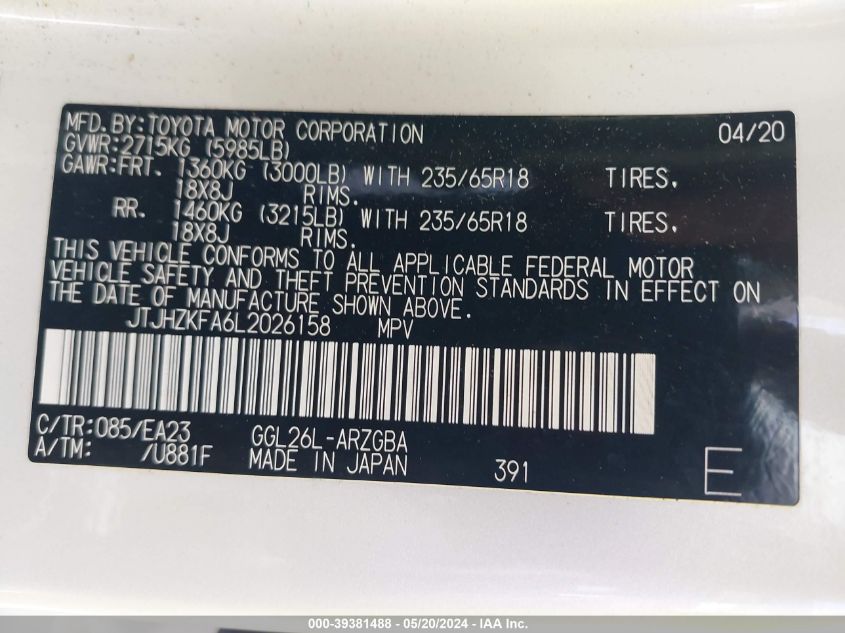 MFD.BY:TOYOTA MOTOR CORPORATION 04/20
GVWR:2715KG (5985LB)
GAWR:FRT. 1360KG (3000LB) WITH 235/65R18 TIRES.
18X8J RIMS.
RR. 1460KG (3215LB) WITH 235/65R18 TIRES.
18X8J RIMS.
THIS VEHICLE CONFORMS TO ALL APPLICABLE FEDERAL MOTOR
VEHICLE SAFETY AND THEFT PREVENTION STANDARDS IN EFFECT ON
THE DATE OF MANUFACTURE SHOWN ABOVE.
JTJHZKFA6L2026158 MPV
C/TR:085/EA23 GGL26L-ARZGBA
A/TM: /U881F MADE IN JAPAN 391 E
000-39381488 - 05/20/2024 - IAA Inc.